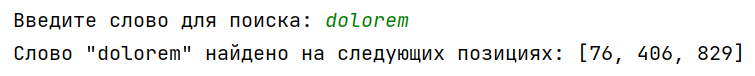 Введите слово для поиска: dolorem
Слово "dolorem" найдено на следующих позициях: [76, 406, 829]